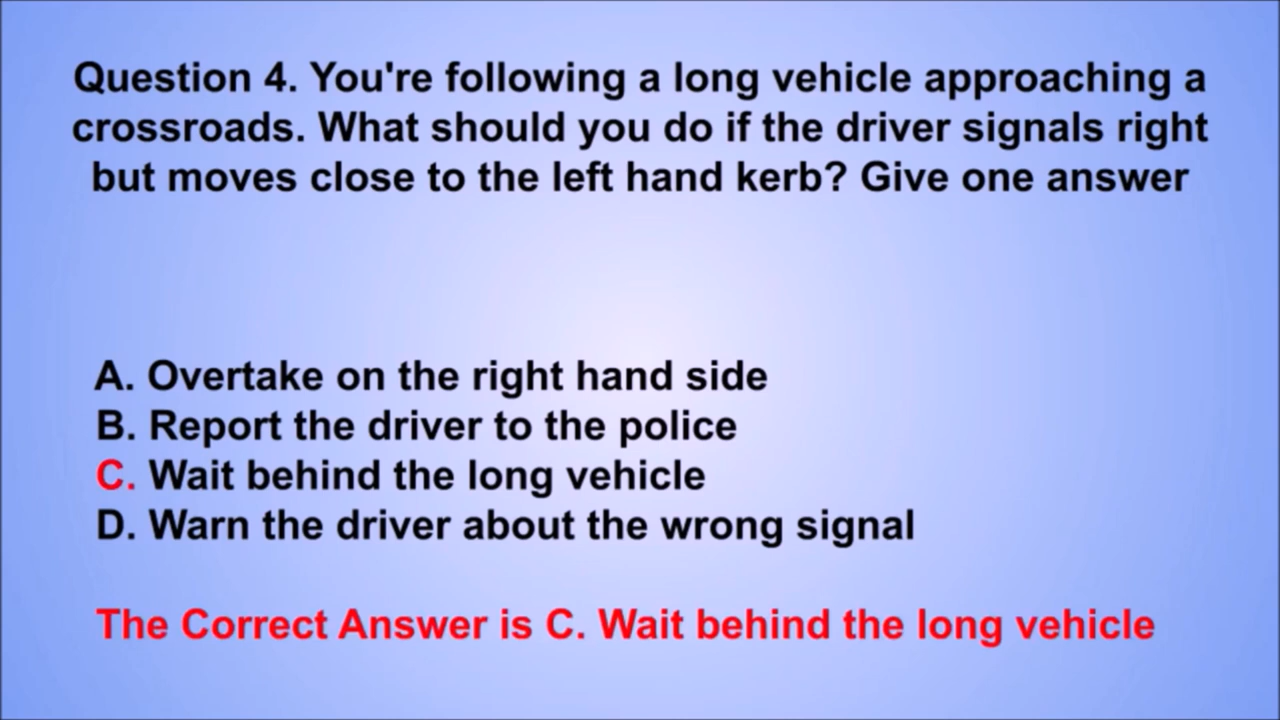 Question 4. You're following a long vehicle approaching a
crossroads. What should you do if the driver signals right
but moves close to the left hand kerb? Give one answer
A. Overtake on the right hand side
B. Report the driver to the police
C. Wait behind the long vehicle
D. Warn the driver about the wrong signal
The Correct Answer is C. Wait behind the long vehicle